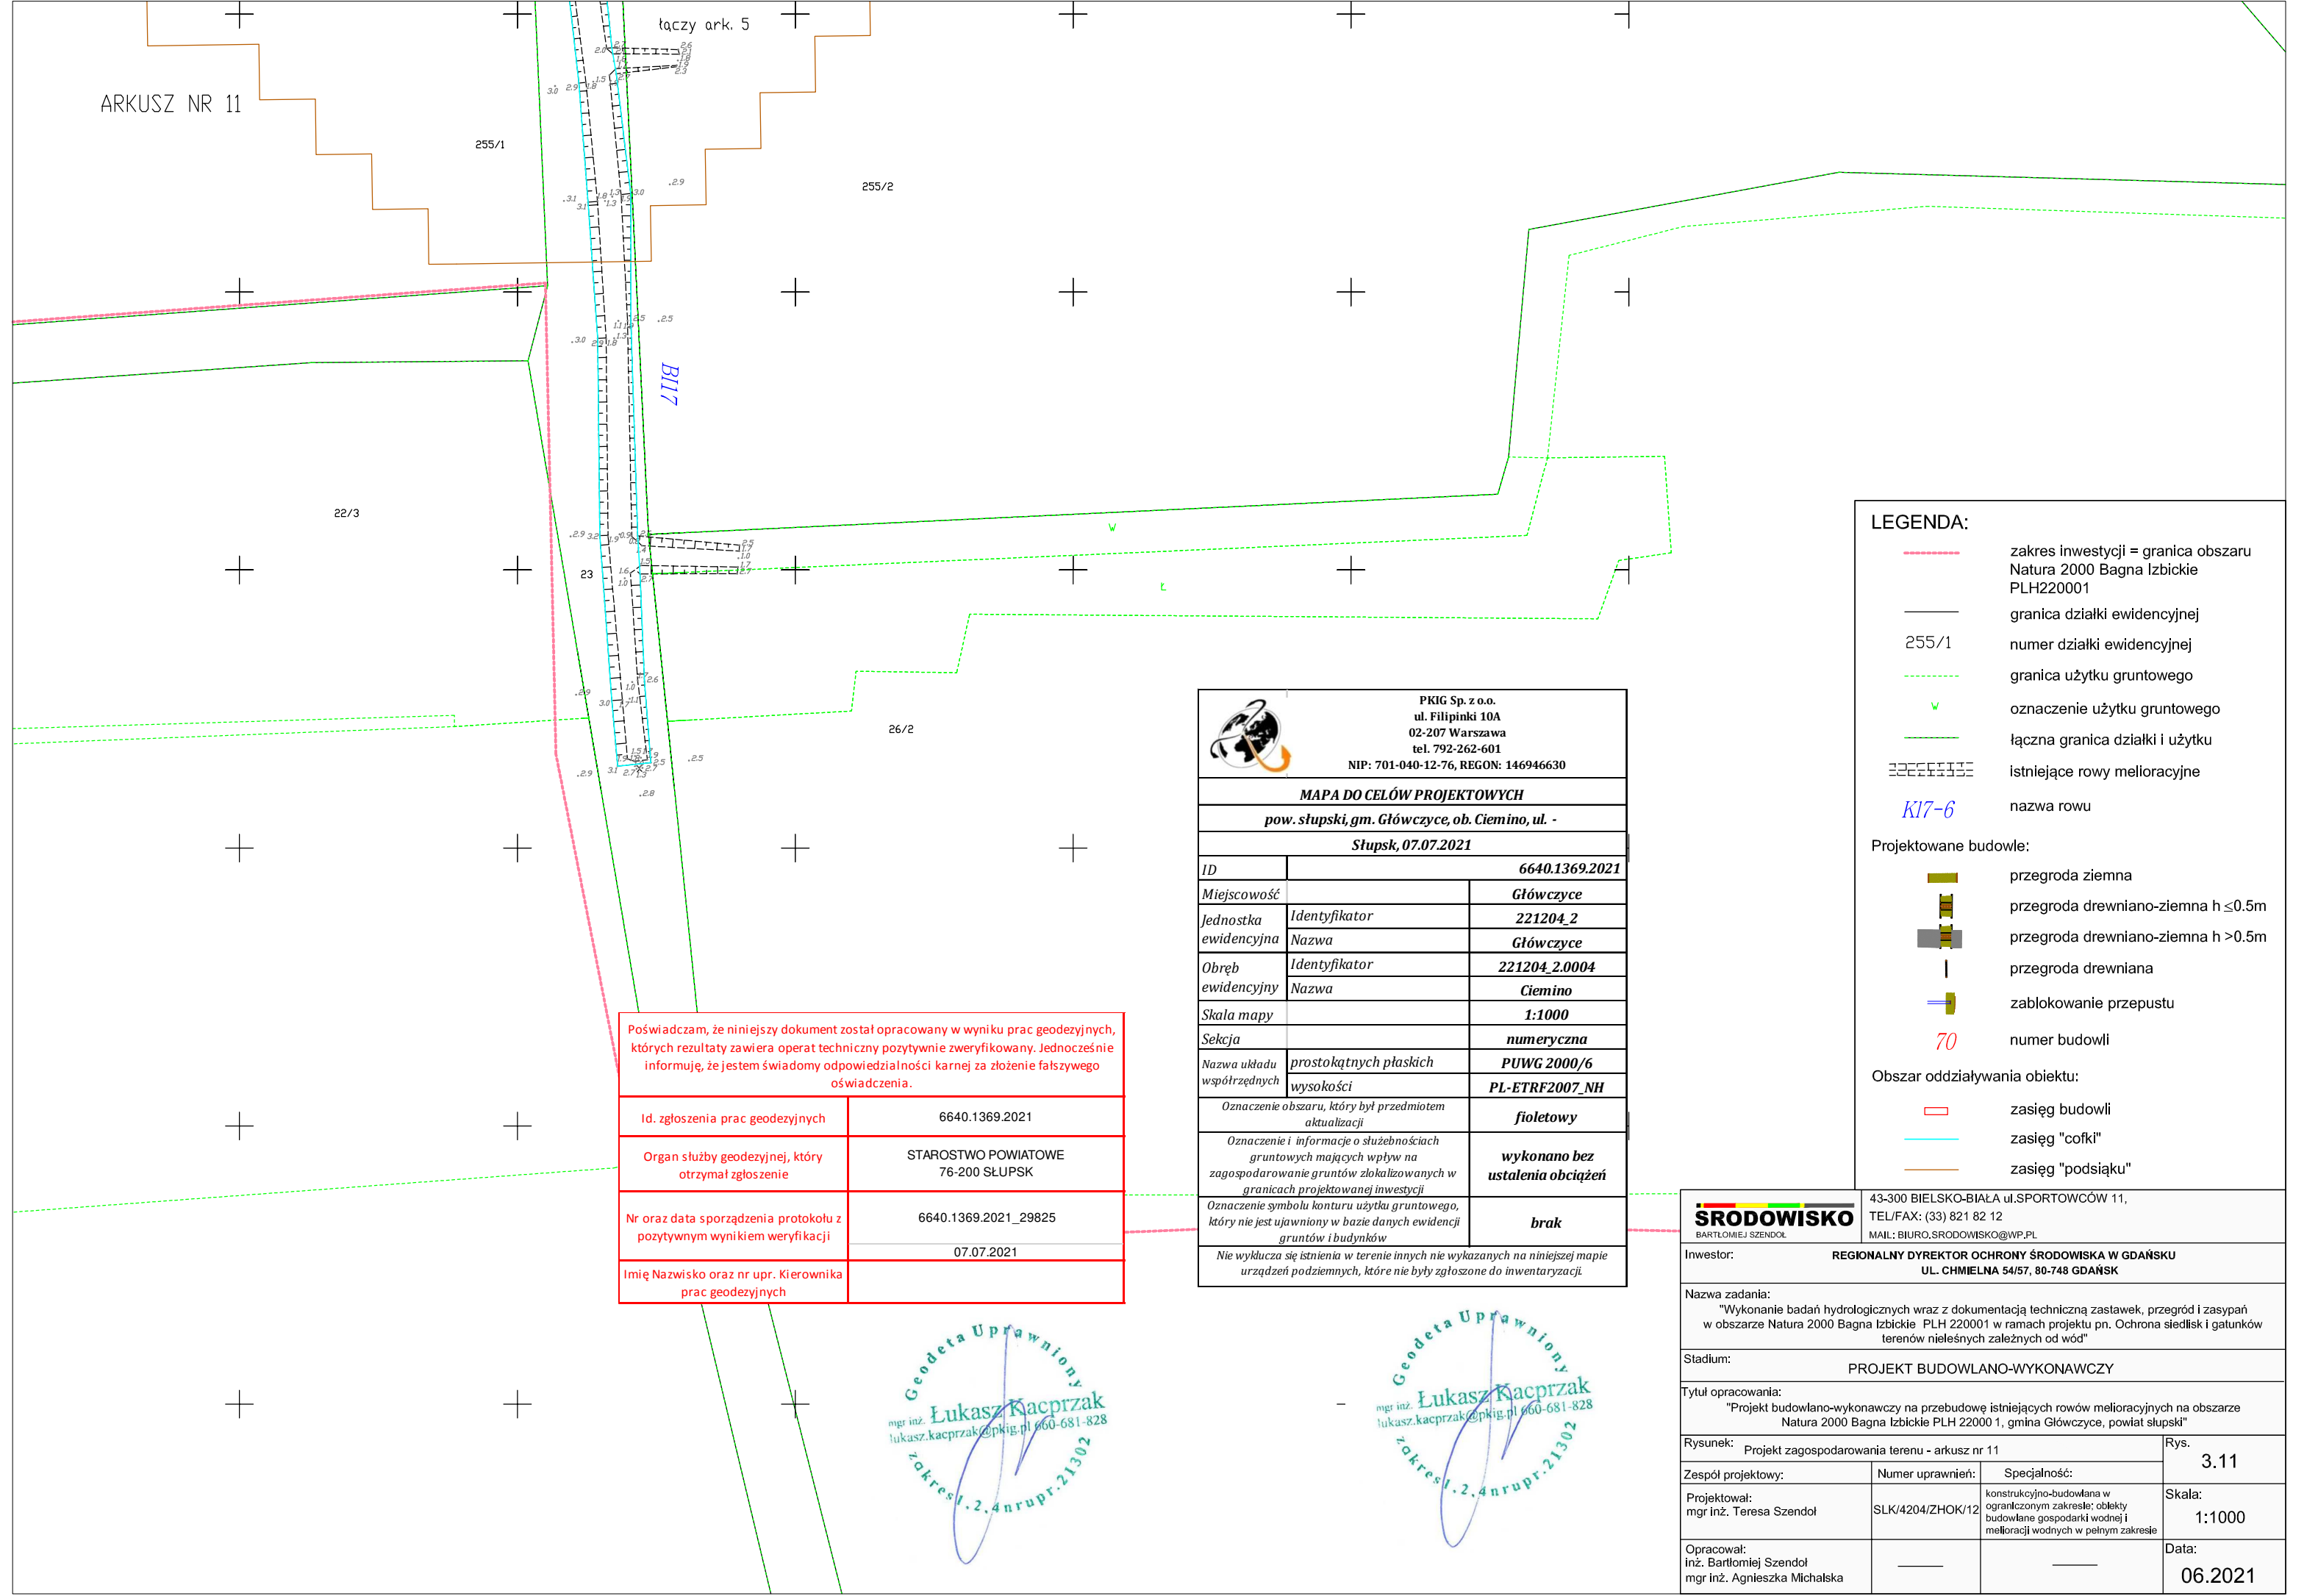 łączy ark. 5
ARKUSZ NR 11
255/1
255/2
BI17
22/3
23
W
Ł
26/2
LEGENDA:
zakres inwestycji = granica obszaru
Natura 2000 Bagna Izbickie
PLH220001
granica działki ewidencyjnej
255/1
numer działki ewidencyjnej
granica użytku gruntowego
W
oznaczenie użytku gruntowego
łączna granica działki i użytku
istniejące rowy melioracyjne
K17-6
nazwa rowu
Projektowane budowle:
przegroda ziemna
przegroda drewniano-ziemna h ≤0.5m
przegroda drewniano-ziemna h >0.5m
przegroda drewniana
zablokowanie przepustu
70
numer budowli
Obszar oddziaływania obiektu:
zasięg budowli
zasięg "cofki"
zasięg "podsiąku"
PKIG Sp. z o.o.
ul. Filipinki 10A
02-207 Warszawa
tel. 792-262-601
NIP: 701-040-12-76, REGON: 146946630
MAPA DO CELÓW PROJEKTOWYCH
pow. słupski, gm. Główczyce, ob. Ciemino, ul. -
Słupsk, 07.07.2021
ID 6640.1369.2021
Miejscowość Główczyce
Jednostka ewidencyjna
Identyfikator 221204_2
Nazwa Główczyce
Obręb ewidencyjny
Identyfikator 221204_2.0004
Nazwa Ciemino
Skala mapy 1:1000
Sekcja numeryczna
Nazwa układu współrzędnych
prostokątnych płaskich PUWG 2000/6
wysokości PL-ETRF2007_NH
Oznaczenie obszaru, który był przedmiotem
aktualizacji
fioletowy
Oznaczenie i informacje o służebnościach
gruntowych mających wpływ na
zagospodarowanie gruntów zlokalizowanych w
granicach projektowanej inwestycji
wykonano bez
ustalenia obciążeń
Oznaczenie symbolu konturu użytku gruntowego,
który nie jest ujawniony w bazie danych ewidencji
gruntów i budynków
brak
Nie wyklucza się istnienia w terenie innych nie wykazanych na niniejszej mapie
urządzeń podziemnych, które nie były zgłoszone do inwentaryzacji.
Poświadczam, że niniejszy dokument został opracowany w wyniku prac geodezyjnych,
których rezultaty zawiera operat techniczny pozytywnie zweryfikowany. Jednocześnie
informuję, że jestem świadomy odpowiedzialności karnej za złożenie fałszywego
oświadczenia.
Id. zgłoszenia prac geodezyjnych
6640.1369.2021
Organ służby geodezyjnej, który
otrzymał zgłoszenie
STAROSTWO POWIATOWE
76-200 SŁUPSK
Nr oraz data sporządzenia protokołu z
pozytywnym wynikiem weryfikacji
6640.1369.2021_29825
07.07.2021
Imię Nazwisko oraz nr upr. Kierownika
prac geodezyjnych
Geodeta Uprawniony
mgr inż. Łukasz Kacprzak
lukasz.kacprzak@pkig.pl 660-681-828
zakres1.2.4nrupr.21302
Geodeta Uprawniony
mgr inż. Łukasz Kacprzak
lukasz.kacprzak@pkig.pl 660-681-828
zakres1.2.4nrupr.21302
ŚRODOWISKO
BARTŁOMIEJ SZENDOŁ
43-300 BIELSKO-BIAŁA ul.SPORTOWCÓW 11,
TEL/FAX: (33) 821 82 12
MAIL: BIURO.SRODOWISKO@WP.PL
Inwestor:
REGIONALNY DYREKTOR OCHRONY ŚRODOWISKA W GDAŃSKU
UL. CHMIELNA 54/57, 80-748 GDAŃSK
Nazwa zadania:
"Wykonanie badań hydrologicznych wraz z dokumentacją techniczną zastawek, przegród i zasypań
w obszarze Natura 2000 Bagna Izbickie PLH 220001 w ramach projektu pn. Ochrona siedlisk i gatunków
terenów nieleśnych zależnych od wód"
Stadium:
PROJEKT BUDOWLANO-WYKONAWCZY
Tytuł opracowania:
"Projekt budowlano-wykonawczy na przebudowę istniejących rowów melioracyjnych na obszarze
Natura 2000 Bagna Izbickie PLH 22000 1, gmina Główczyce, powiat słupski"
Rysunek: Projekt zagospodarowania terenu - arkusz nr 11
Rys.
3.11
Zespół projektowy:
Numer uprawnień:
Specjalność:
Projektował:
mgr inż. Teresa Szendoł
SLK/4204/ZHOK/12
konstrukcyjno-budowlana w
ograniczonym zakresie; obiekty
budowlane gospodarki wodnej i
melioracji wodnych w pełnym zakresie
Skala:
1:1000
Opracował:
inż. Bartłomiej Szendoł
mgr inż. Agnieszka Michalska
Data:
06.2021